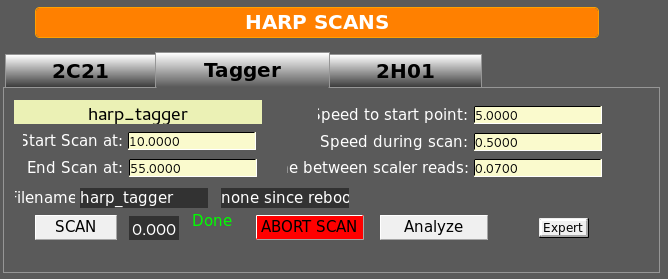 HARP SCANS
2C21 Tagger 2H01
harp_tagger
Speed to start point: 5.0000
Start Scan at: 10.0000
Speed during scan: 0.5000
End Scan at: 55.0000
e between scaler reads: 0.0700
Filename harp_tagger none since reboo
SCAN 0.000 Done ABORT SCAN Analyze Expert